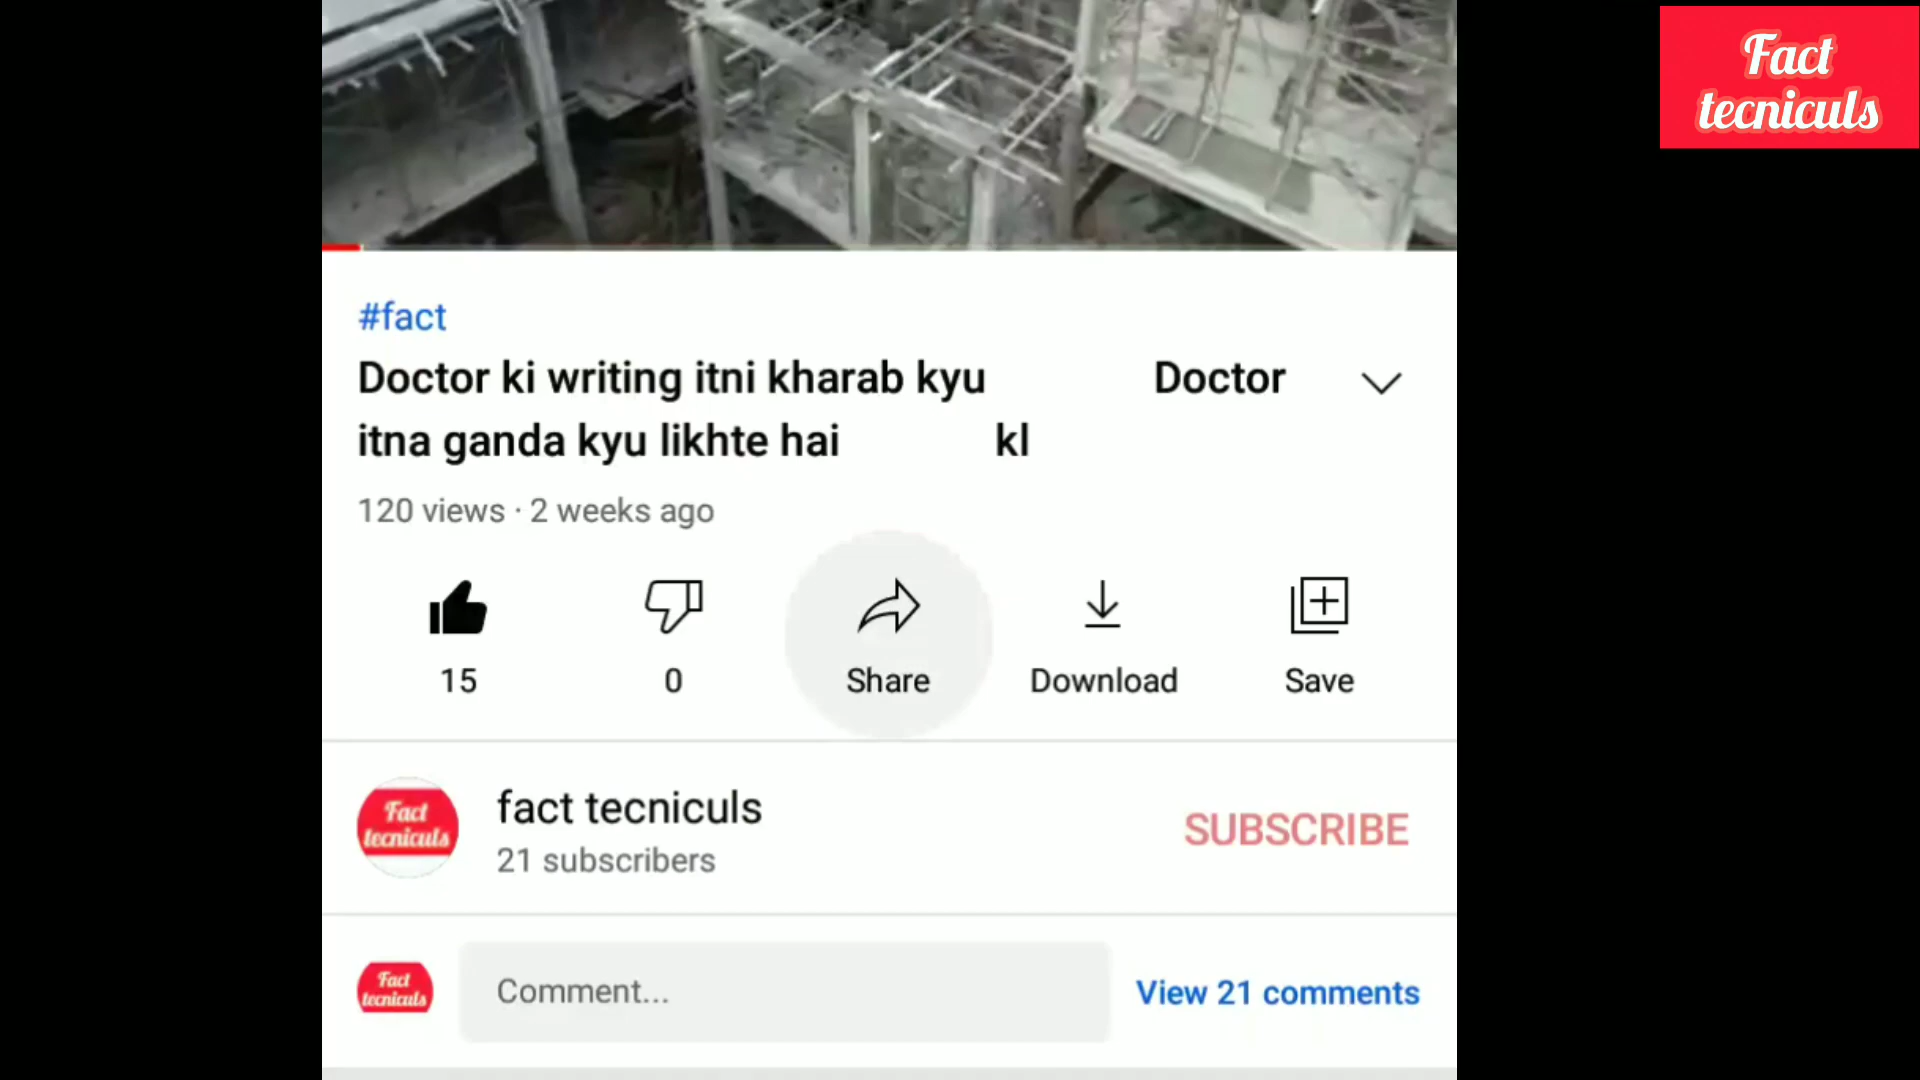 Fact
tecniculs
#fact
Doctor ki writing itni kharab kyu Doctor
itna ganda kyu likhte hai kl
120 views · 2 weeks ago
15 0 Share Download Save
Fact
tecniculs
fact tecniculs
21 subscribers
SUBSCRIBE
Fact
tecniculs
Comment...
View 21 comments